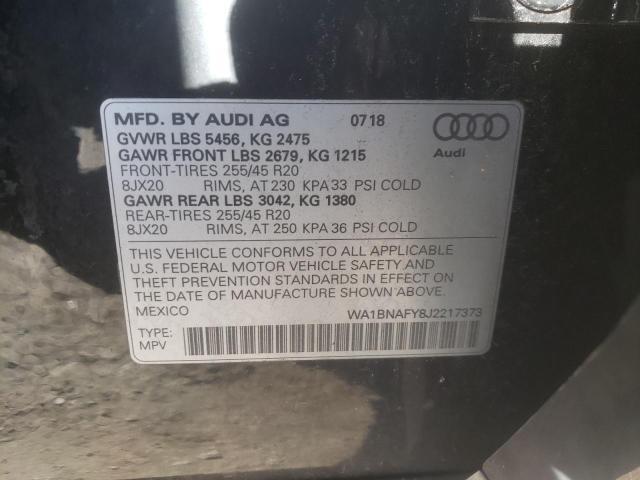 MFD. BY AUDI AG 07 18
GVWR LBS 5456, KG 2475
GAWR FRONT LBS 2679, KG 1215
FRONT-TIRES 255/45 R20
8JX20 RIMS, AT 230 KPA 33 PSI COLD
GAWR REAR LBS 3042, KG 1380
REAR-TIRES 255/45 R20
8JX20 RIMS, AT 250 KPA 36 PSI COLD
Audi
THIS VEHICLE CONFORMS TO ALL APPLICABLE
U.S. FEDERAL MOTOR VEHICLE SAFETY AND
THEFT PREVENTION STANDARDS IN EFFECT ON
THE DATE OF MANUFACTURE SHOWN ABOVE.
MEXICO WA1BNAFY8J2217373
TYPE:
MPV